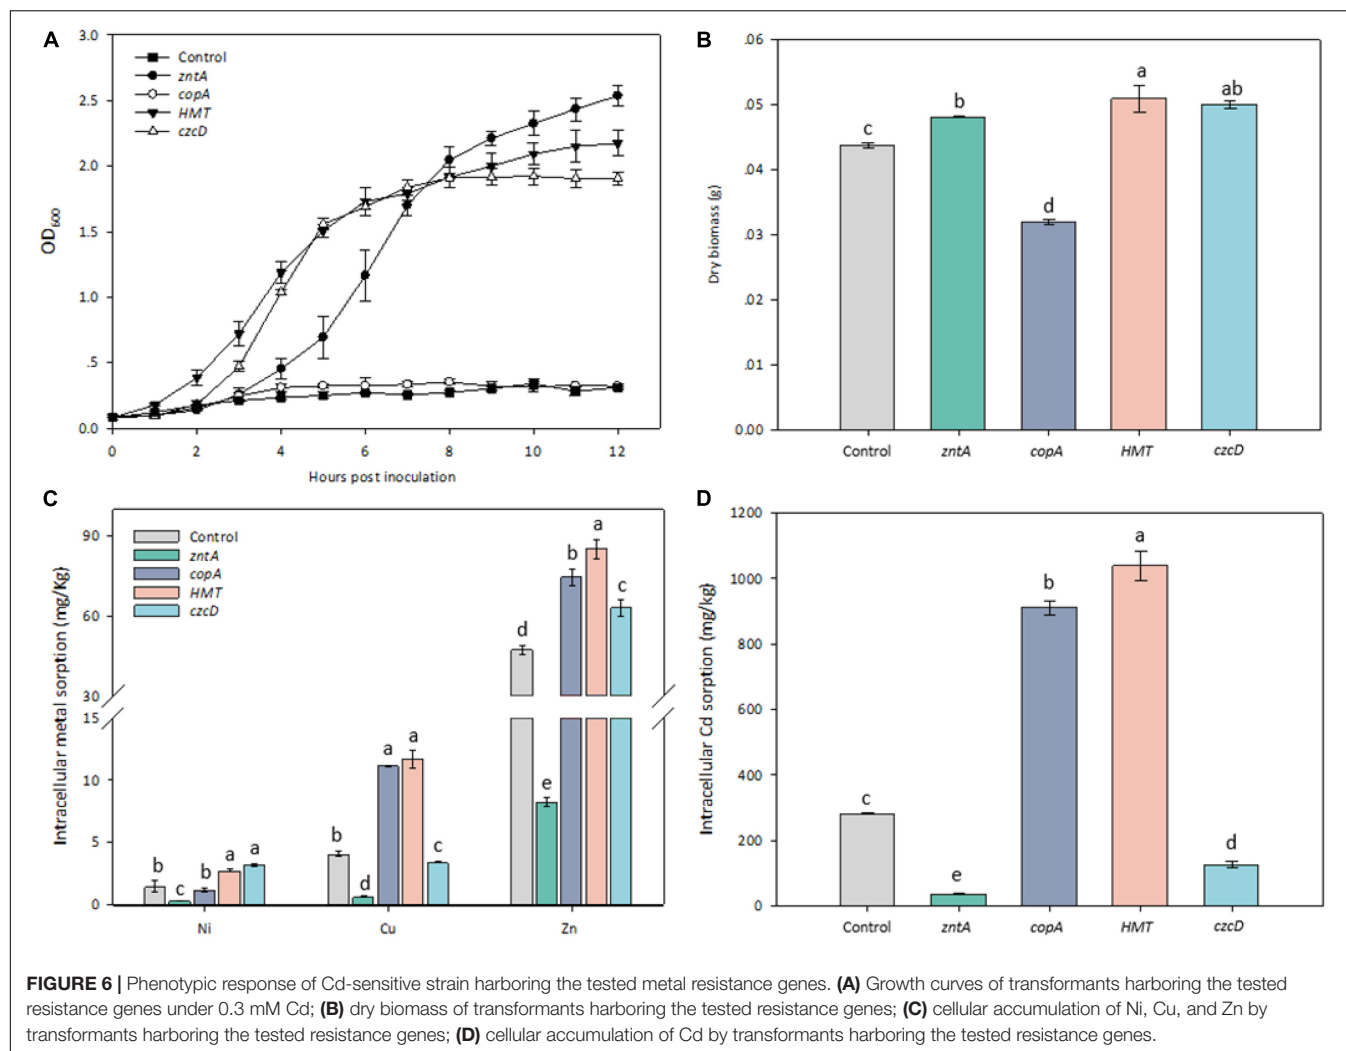 A
3.0
2.5
2.0
1.5
1.0
.5
0.0
OD600
Control
zntA
copA
HMT
czcD
0 2 4 6 8 10 12
Hours post inoculation
B
.06
0.05
0.04
0.03
0.02
0.01
0.00
Dry biomass (g)
c b d a ab
Control zntA copA HMT czcD
C
90
60
30
15
10
5
0
Intracellular metal sorption (mg/Kg)
Control
zntA
copA
HMT
czcD
b c b a a
b d a a c
d e b a c
Ni Cu Zn
D
1200
1000
800
600
400
200
0
Intracellular Cd sorption (mg/kg)
c e b a d
Control zntA copA HMT czcD
FIGURE 6 | Phenotypic response of Cd-sensitive strain harboring the tested metal resistance genes. (A) Growth curves of transformants harboring the tested
resistance genes under 0.3 mM Cd; (B) dry biomass of transformants harboring the tested resistance genes; (C) cellular accumulation of Ni, Cu, and Zn by
transformants harboring the tested resistance genes; (D) cellular accumulation of Cd by transformants harboring the tested resistance genes.